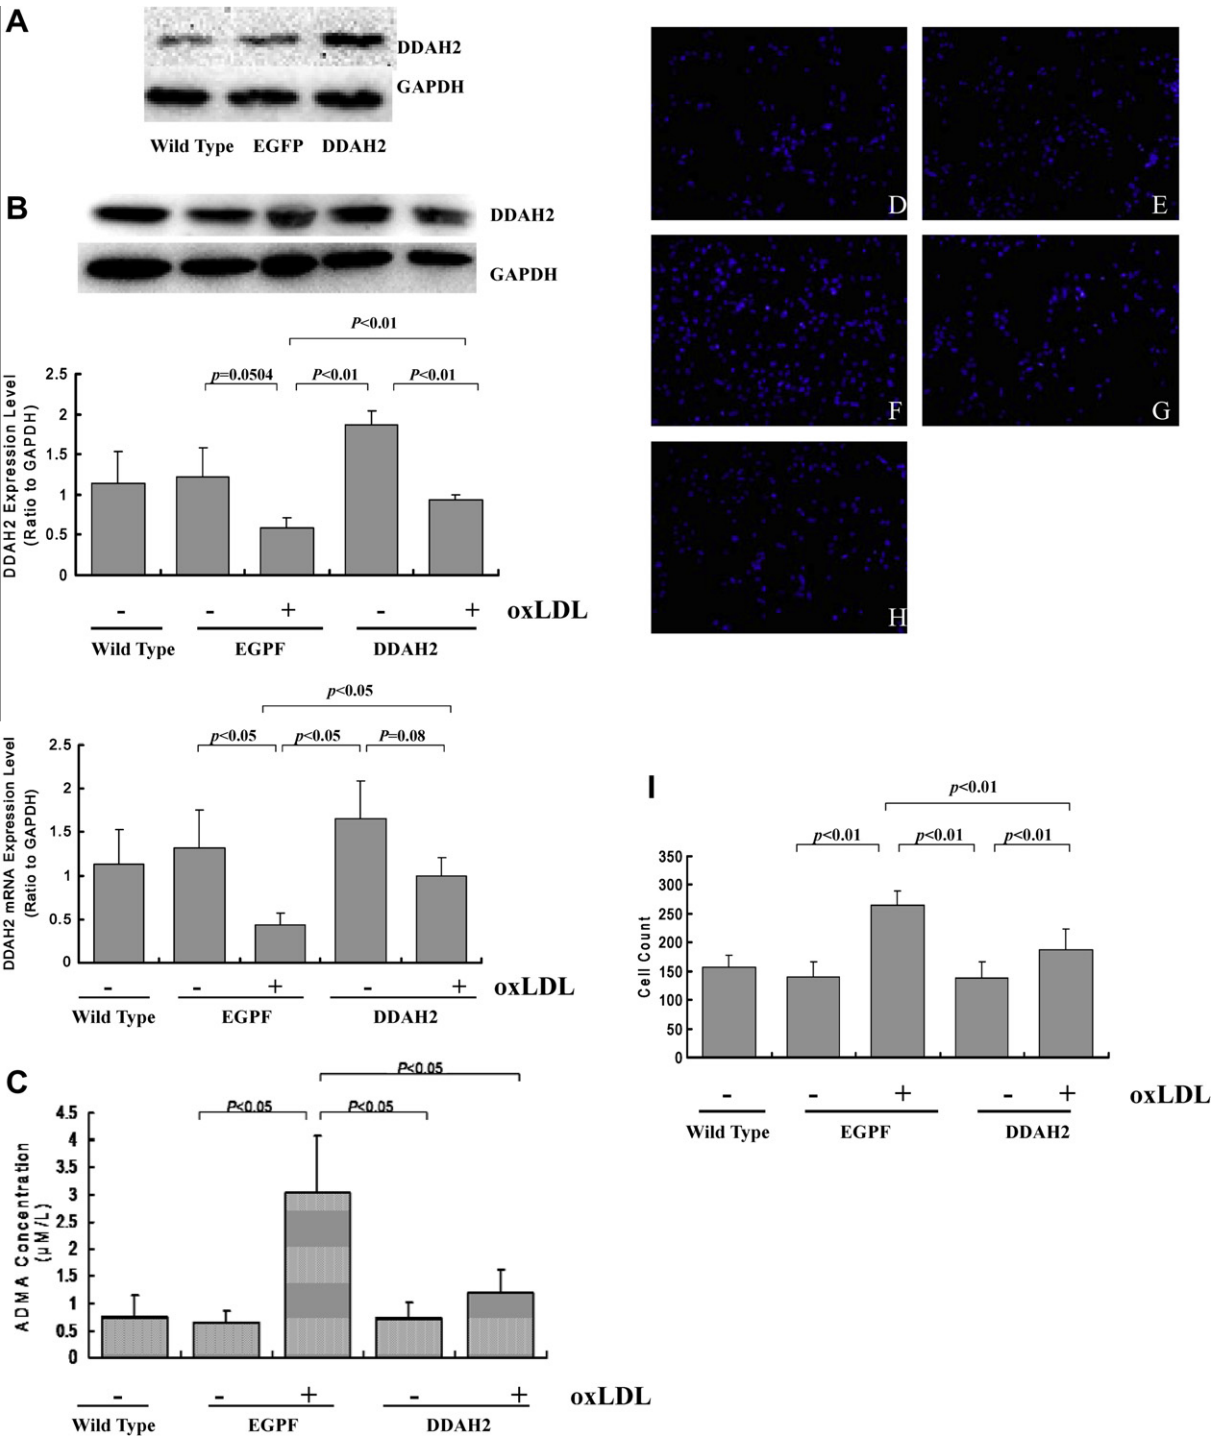 A
DDAH2
GAPDH
Wild Type EGFP DDAH2
B
DDAH2
GAPDH
P<0.01
p=0.0504 P<0.01 P<0.01
DDAH2 Expression Level
(Ratio to GAPDH)
2.5
2
1.5
1
0.5
0
- - + - + oxLDL
Wild Type EGPF DDAH2
p<0.05
p<0.05 p<0.05 P=0.08
DDAH2 mRNA Expression Level
(Ratio to GAPDH)
2.5
2
1.5
1
0.5
0
- - + - + oxLDL
Wild Type EGPF DDAH2
C
P<0.05
P<0.05 P<0.05
ADMA Concentration
(μM/L)
4.5
4
3.5
3
2.5
2
1.5
1
0.5
0
- - + - + oxLDL
Wild Type EGPF DDAH2
D
E
F
G
H
I
p<0.01
p<0.01 p<0.01 p<0.01
Cell Count
350
300
250
200
150
100
50
0
- - + - + oxLDL
Wild Type EGPF DDAH2